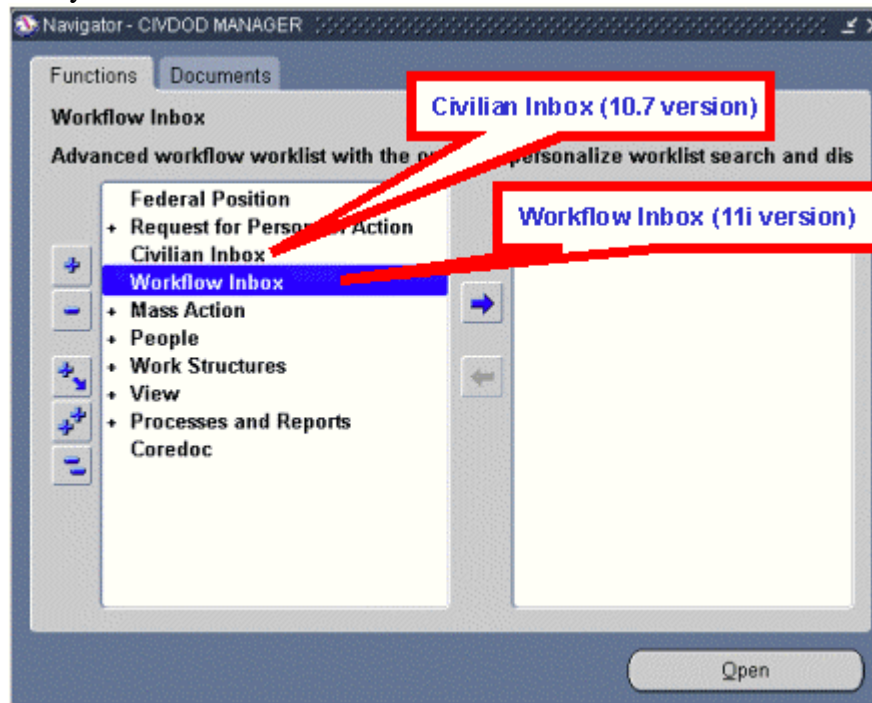 Navigator - CIVDOD MANAGER
Functions Documents
Civilian Inbox (10.7 version)
Workflow Inbox
Advanced workflow worklist with the personalize worklist search and dis
Federal Position
+ Request for Action
Workflow Inbox (11i version)
Civilian Inbox
Workflow Inbox
+ Mass Action
+ People
+ Work Structures
+ View
+ Processes and Reports
Coredoc
Open